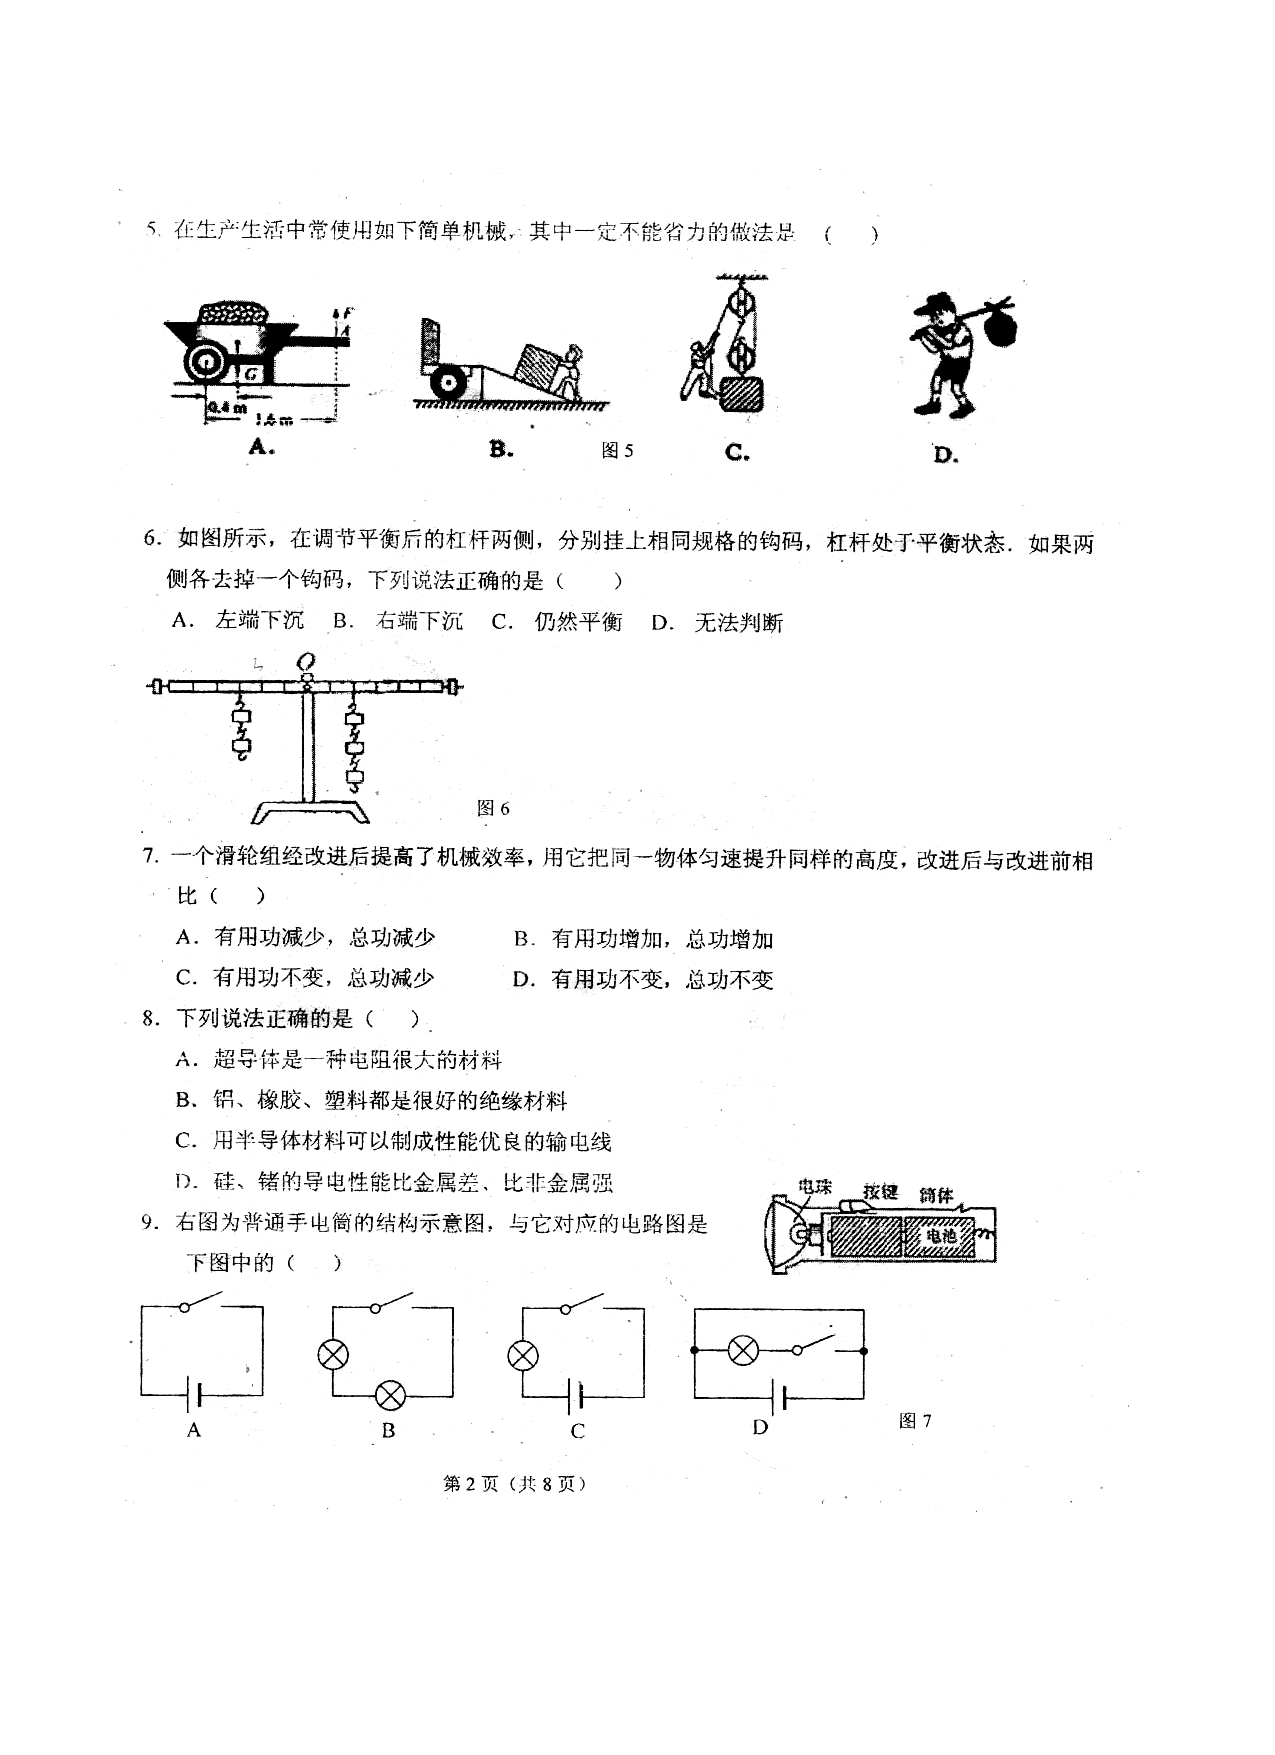 5. 在生产生活中常使用如下简单机械，其中一定不能省力的做法是 （ ）
F
A
G
0.4 m
1.6 m
A.
B.
图 5
C.
D.
6．如图所示，在调节平衡后的杠杆两侧，分别挂上相同规格的钩码，杠杆处于平衡状态．如果两
侧各去掉一个钩码，下列说法正确的是（ ）
A． 左端下沉 B． 右端下沉 C． 仍然平衡 D． 无法判断
图 6
7. 一个滑轮组经改进后提高了机械效率，用它把同一物体匀速提升同样的高度，改进后与改进前相
比（ ）
A．有用功减少，总功减少 B．有用功增加，总功增加
C．有用功不变，总功减少 D．有用功不变，总功不变
8．下列说法正确的是（ ）
A．超导体是一种电阻很大的材料
B．铝、橡胶、塑料都是很好的绝缘材料
C．用半导体材料可以制成性能优良的输电线
D．硅、锗的导电性能比金属差、比非金属强
电珠 按键 筒体
电池
9．右图为普通手电筒的结构示意图，与它对应的电路图是
下图中的（ ）
A
B
C
D
图 7
第 2 页（共 8 页）